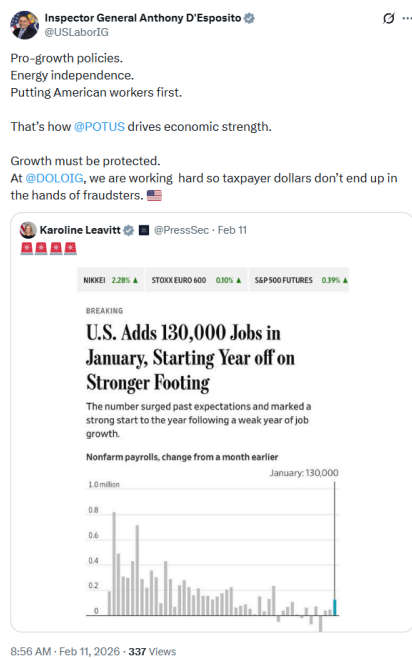 Inspector General Anthony D'Esposito
@USLaborIG
Pro-growth policies.
Energy independence.
Putting American workers first.
That's how @POTUS drives economic strength.
Growth must be protected.
At @DOLOIG, we are working hard so taxpayer dollars don't end up in
the hands of fraudsters.
Karoline Leavitt @PressSec · Feb 11
NIKKEI 2.28% ▲ STOXX EURO 600 0.10% ▲ S&P 500 FUTURES 0.39% ▲
BREAKING
U.S. Adds 130,000 Jobs in
January, Starting Year off on
Stronger Footing
The number surged past expectations and marked a
strong start to the year following a weak year of job
growth.
Nonfarm payrolls, change from a month earlier
January: 130,000
1.0 million
0.8
0.6
0.4
0.2
0
8:56 AM · Feb 11, 2026 · 337 Views